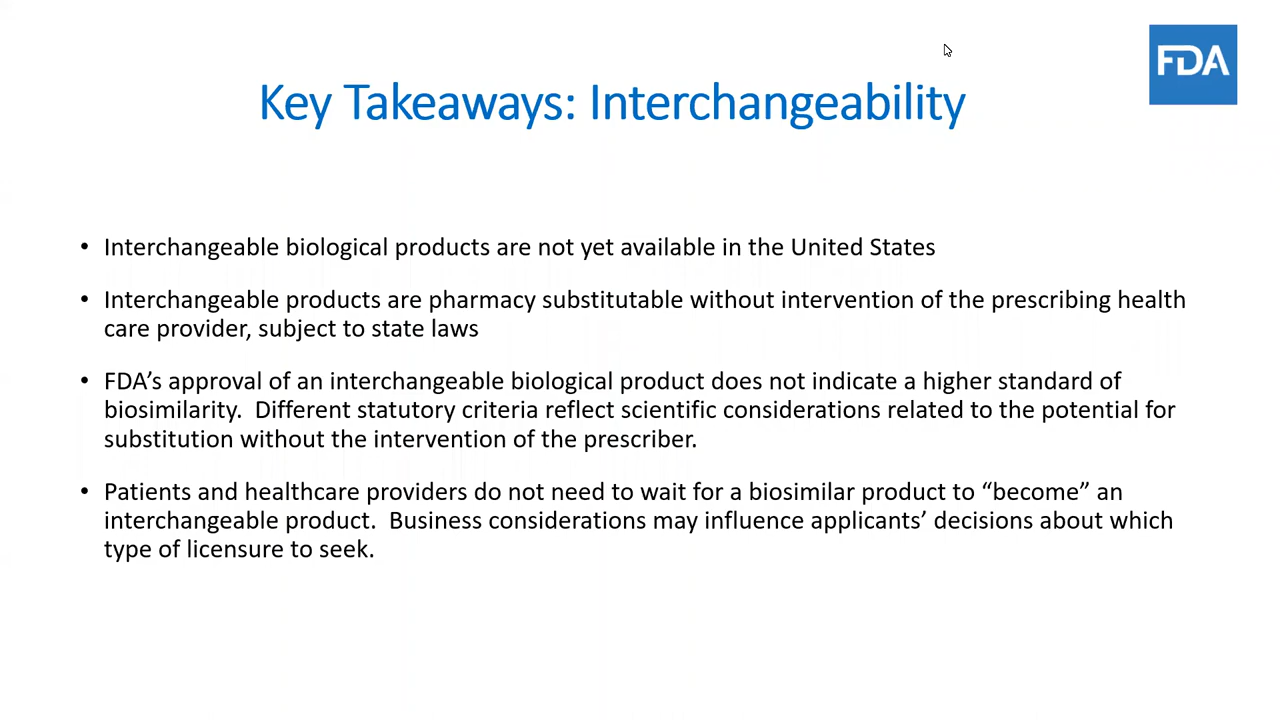 FDA
Key Takeaways: Interchangeability
• Interchangeable biological products are not yet available in the United States
• Interchangeable products are pharmacy substitutable without intervention of the prescribing health
care provider, subject to state laws
• FDA’s approval of an interchangeable biological product does not indicate a higher standard of
biosimilarity.  Different statutory criteria reflect scientific considerations related to the potential for
substitution without the intervention of the prescriber.
• Patients and healthcare providers do not need to wait for a biosimilar product to “become” an
interchangeable product.  Business considerations may influence applicants’ decisions about which
type of licensure to seek.